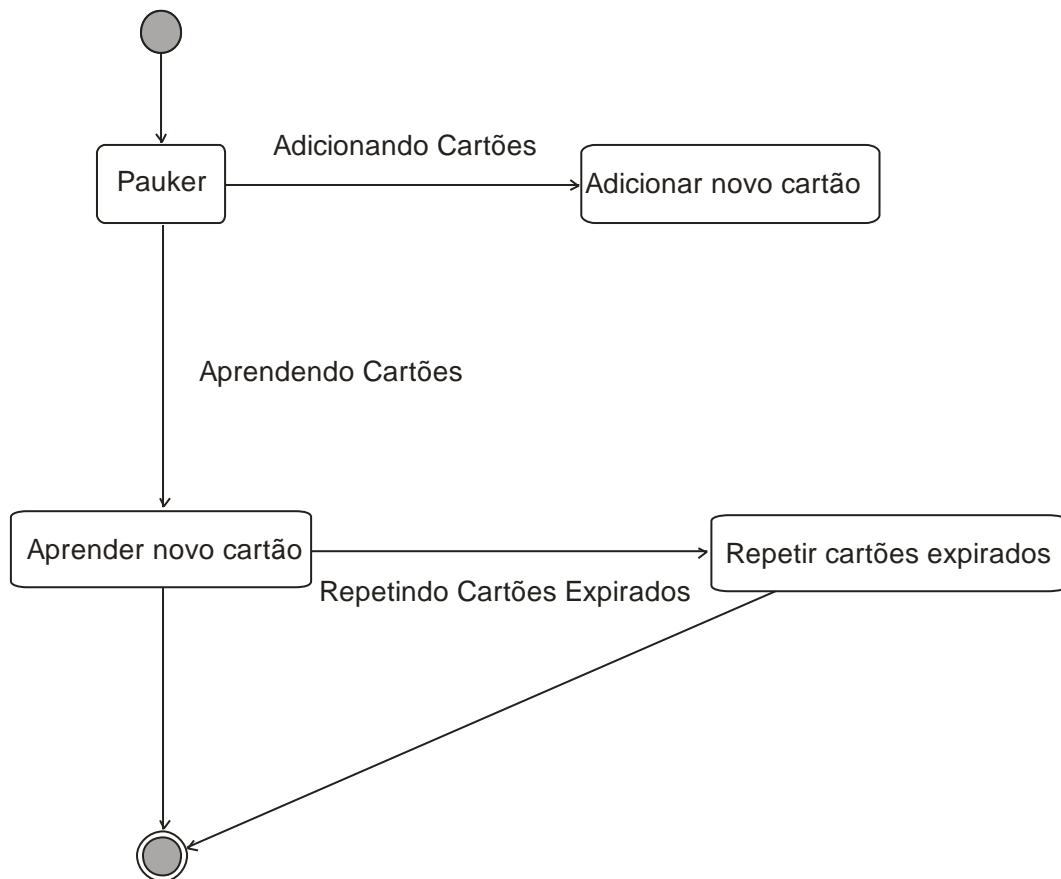 Adicionando Cartões
Pauker
Adicionar novo cartão
Aprendendo Cartões
Aprender novo cartão
Repetir cartões expirados
Repetindo Cartões Expirados